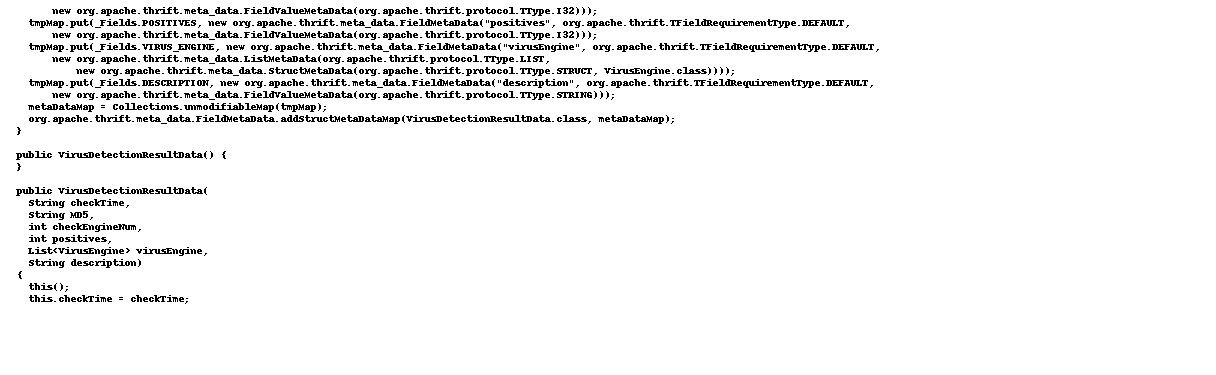 new org.apache.thrift.meta_data.FieldValueMetaData(org.apache.thrift.protocol.TType.I32)));
tmpMap.put(_Fields.POSITIVES, new org.apache.thrift.meta_data.FieldMetaData("positives", org.apache.thrift.TFieldRequirementType.DEFAULT,
new org.apache.thrift.meta_data.FieldValueMetaData(org.apache.thrift.protocol.TType.I32)));
tmpMap.put(_Fields.VIRUS_ENGINE, new org.apache.thrift.meta_data.FieldMetaData("virusEngine", org.apache.thrift.TFieldRequirementType.DEFAULT,
new org.apache.thrift.meta_data.ListMetaData(org.apache.thrift.protocol.TType.LIST,
new org.apache.thrift.meta_data.StructMetaData(org.apache.thrift.protocol.TType.STRUCT, VirusEngine.class))));
tmpMap.put(_Fields.DESCRIPTION, new org.apache.thrift.meta_data.FieldMetaData("description", org.apache.thrift.TFieldRequirementType.DEFAULT,
new org.apache.thrift.meta_data.FieldValueMetaData(org.apache.thrift.protocol.TType.STRING)));
metaDataMap = Collections.unmodifiableMap(tmpMap);
org.apache.thrift.meta_data.FieldMetaData.addStructMetaDataMap(VirusDetectionResultData.class, metaDataMap);
}
public VirusDetectionResultData() {
}
public VirusDetectionResultData(
String checkTime,
String MD5,
int checkEngineNum,
int positives,
List<VirusEngine> virusEngine,
String description)
{
this();
this.checkTime = checkTime;